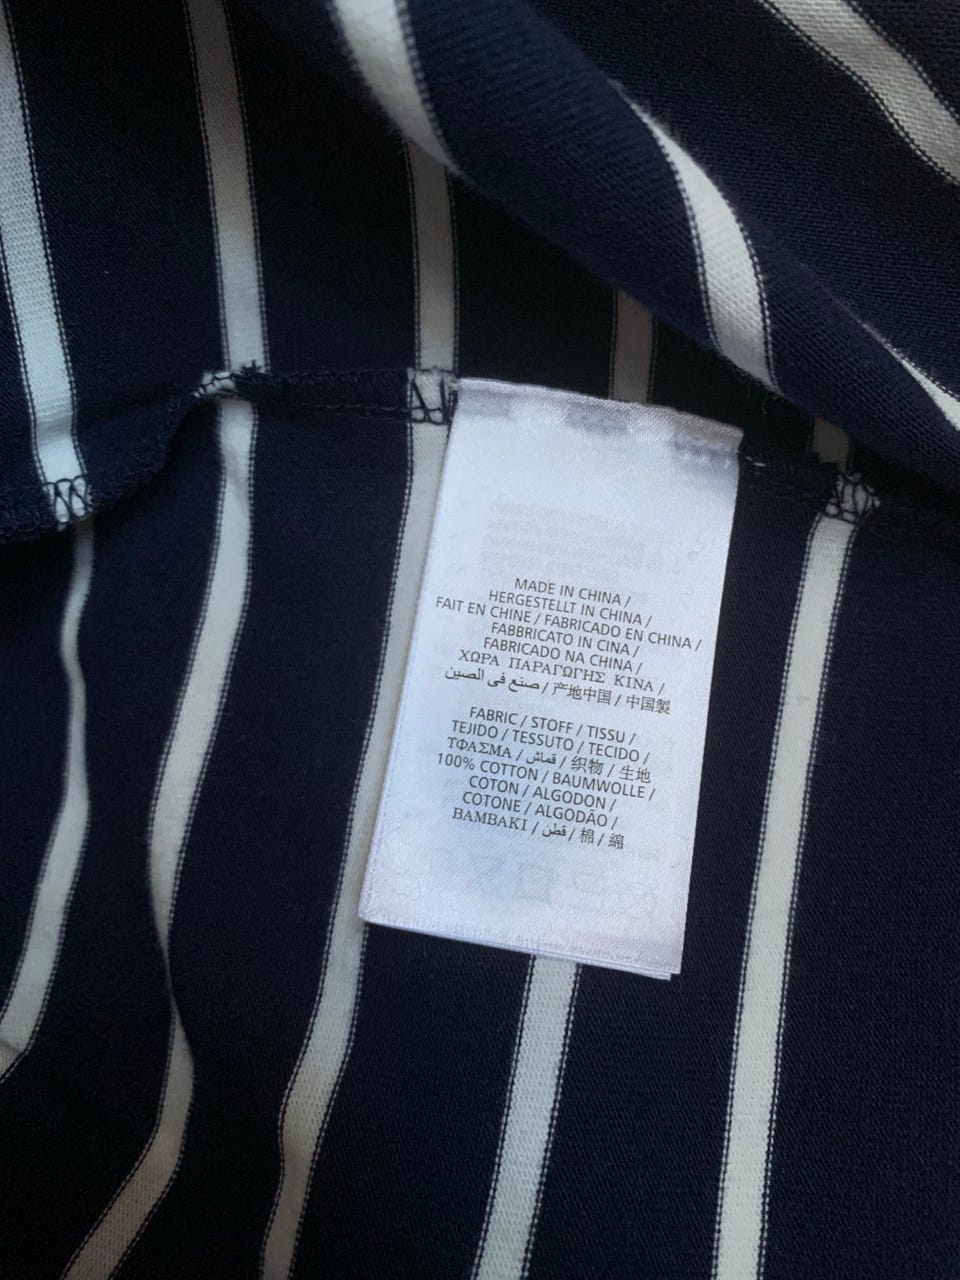 MADE IN CHINA /
HERGESTELLT IN CHINA /
FAIT EN CHINE / FABRICADO EN CHINA /
FABBRICATO IN CINA /
FABRICADO NA CHINA /
ΧΩΡΑ ΠΑΡΑΓΩΓΗΣ ΚΙΝΑ /
صنع فى الصين / 产地中国 / 中国製
FABRIC / STOFF / TISSU /
TEJIDO / TESSUTO / TECIDO /
ΤΦΑΣΜΑ / قماش / 织物 / 生地
100% COTTON / BAUMWOLLE /
COTON / ALGODON /
COTONE / ALGODÃO /
BAMBAKI / قطن / 棉 / 綿